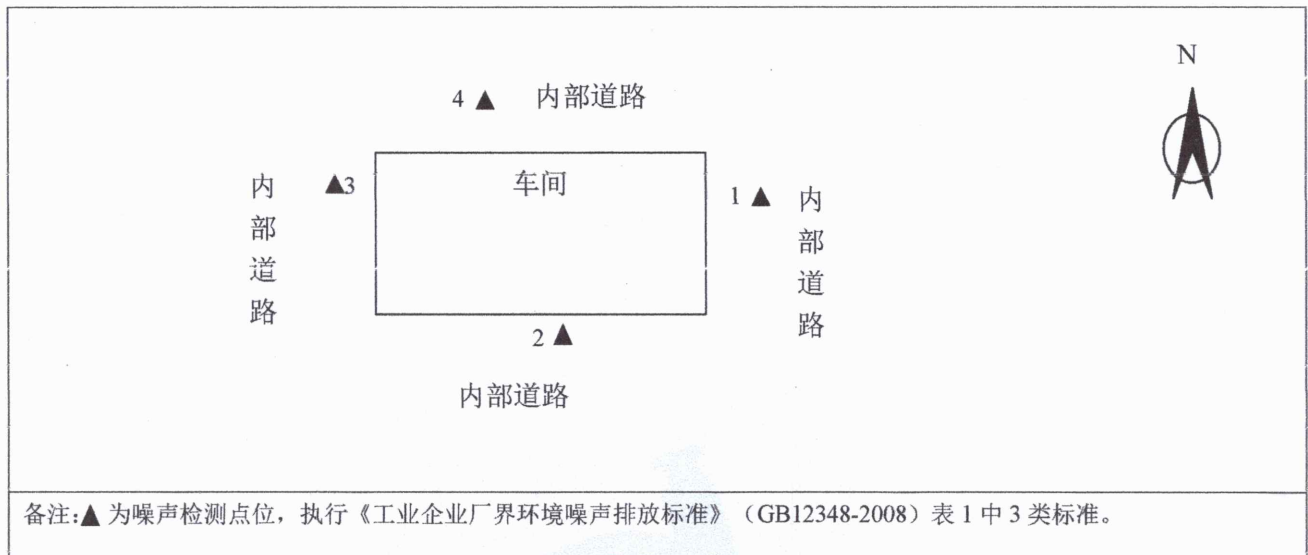 N
4 ▲ 内部道路
内部道路
▲3
车间
1 ▲
内部道路
2 ▲
内部道路
备注:▲ 为噪声检测点位，执行《工业企业厂界环境噪声排放标准》（GB12348-2008）表 1 中 3 类标准。